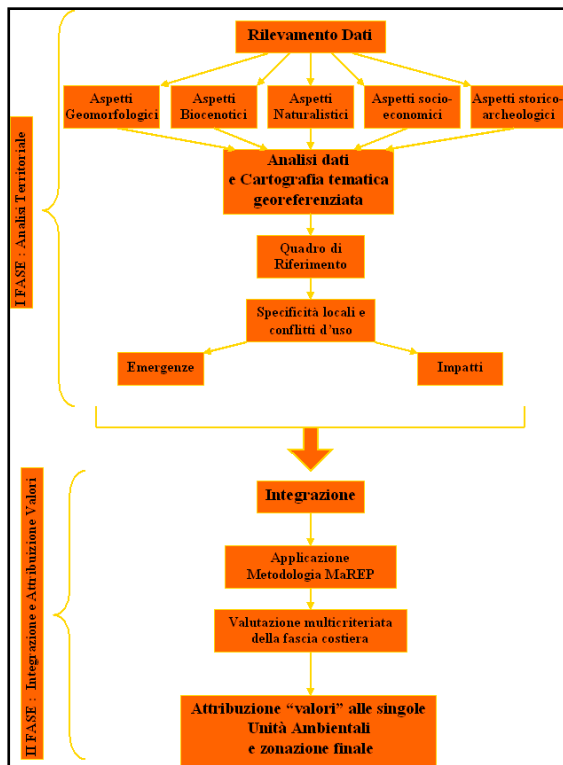 Rilevamento Dati
Aspetti
Geomorfologici
Aspetti
Biocenotici
Aspetti
Naturalistici
Aspetti socio-
economici
Aspetti storico-
archeologici
Analisi dati
e Cartografia tematica
georeferenziata
Quadro di
Riferimento
Specificità locali e
conflitti d'uso
Emergenze
Impatti
I FASE : Analisi Territoriale
Integrazione
Applicazione
Metodologia MaREP
Valutazione multicriteriata
della fascia costiera
Attribuzione “valori” alle singole
Unità Ambientali
e zonazione finale
II FASE : Integrazione e Attribuizione Valori